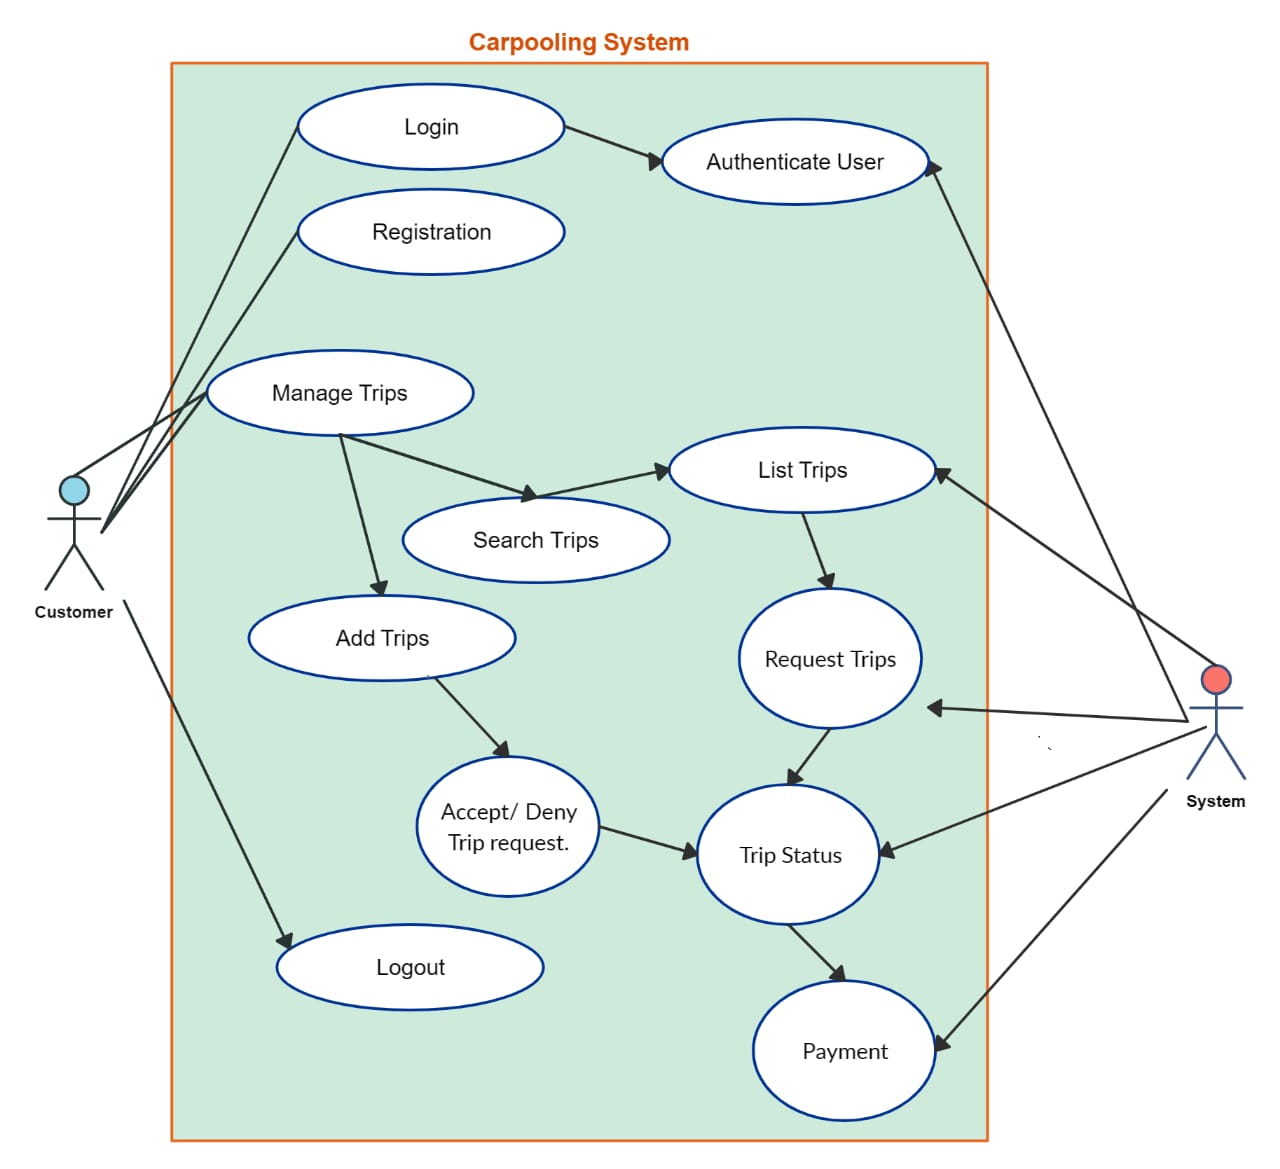 Carpooling System
Login
Authenticate User
Registration
Manage Trips
List Trips
Search Trips
Add Trips
Request Trips
Customer
Accept/ Deny
Trip request.
Trip Status
System
Logout
Payment